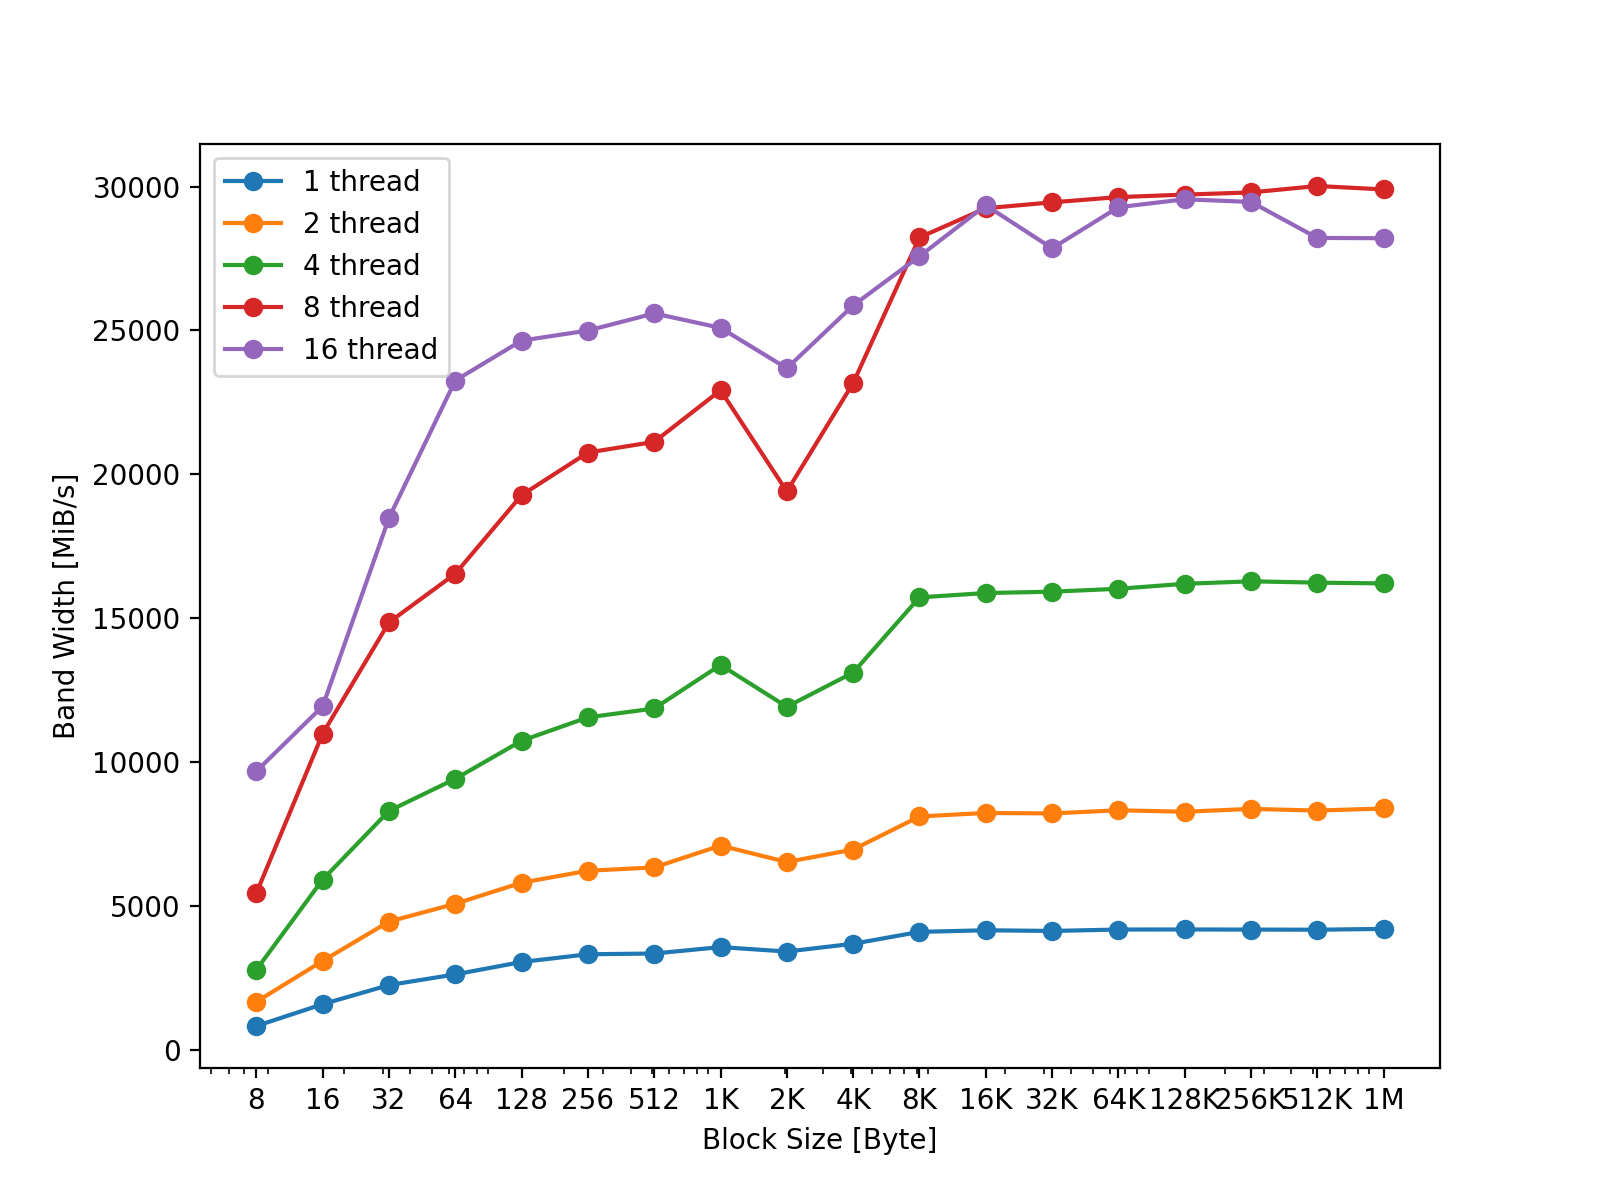 1 thread
2 thread
4 thread
8 thread
16 thread
30000
25000
20000
15000
10000
5000
0
Band Width [MiB/s]
8 16 32 64 128 256 512 1K 2K 4K 8K 16K 32K 64K 128K 256K 512K 1M
Block Size [Byte]